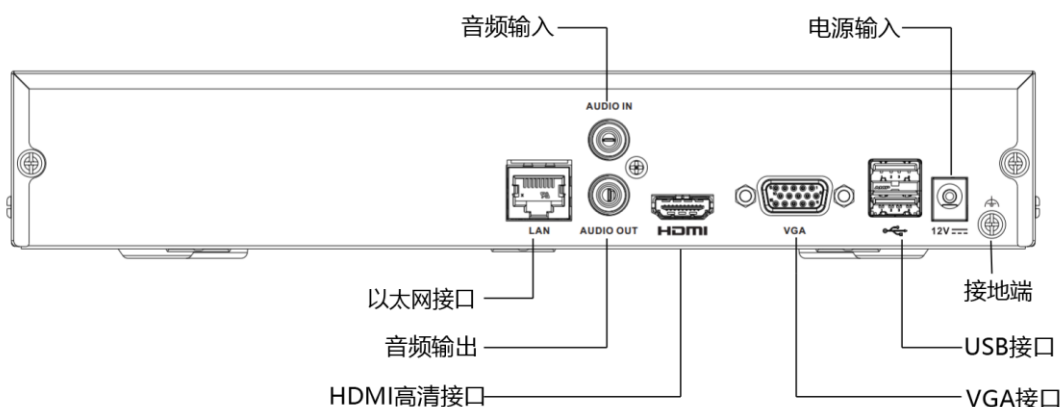 音频输入
电源输入
AUDIO IN
LAN
AUDIO OUT
HDMI
VGA
12V
接地端
以太网接口
音频输出
USB接口
HDMI高清接口
VGA接口